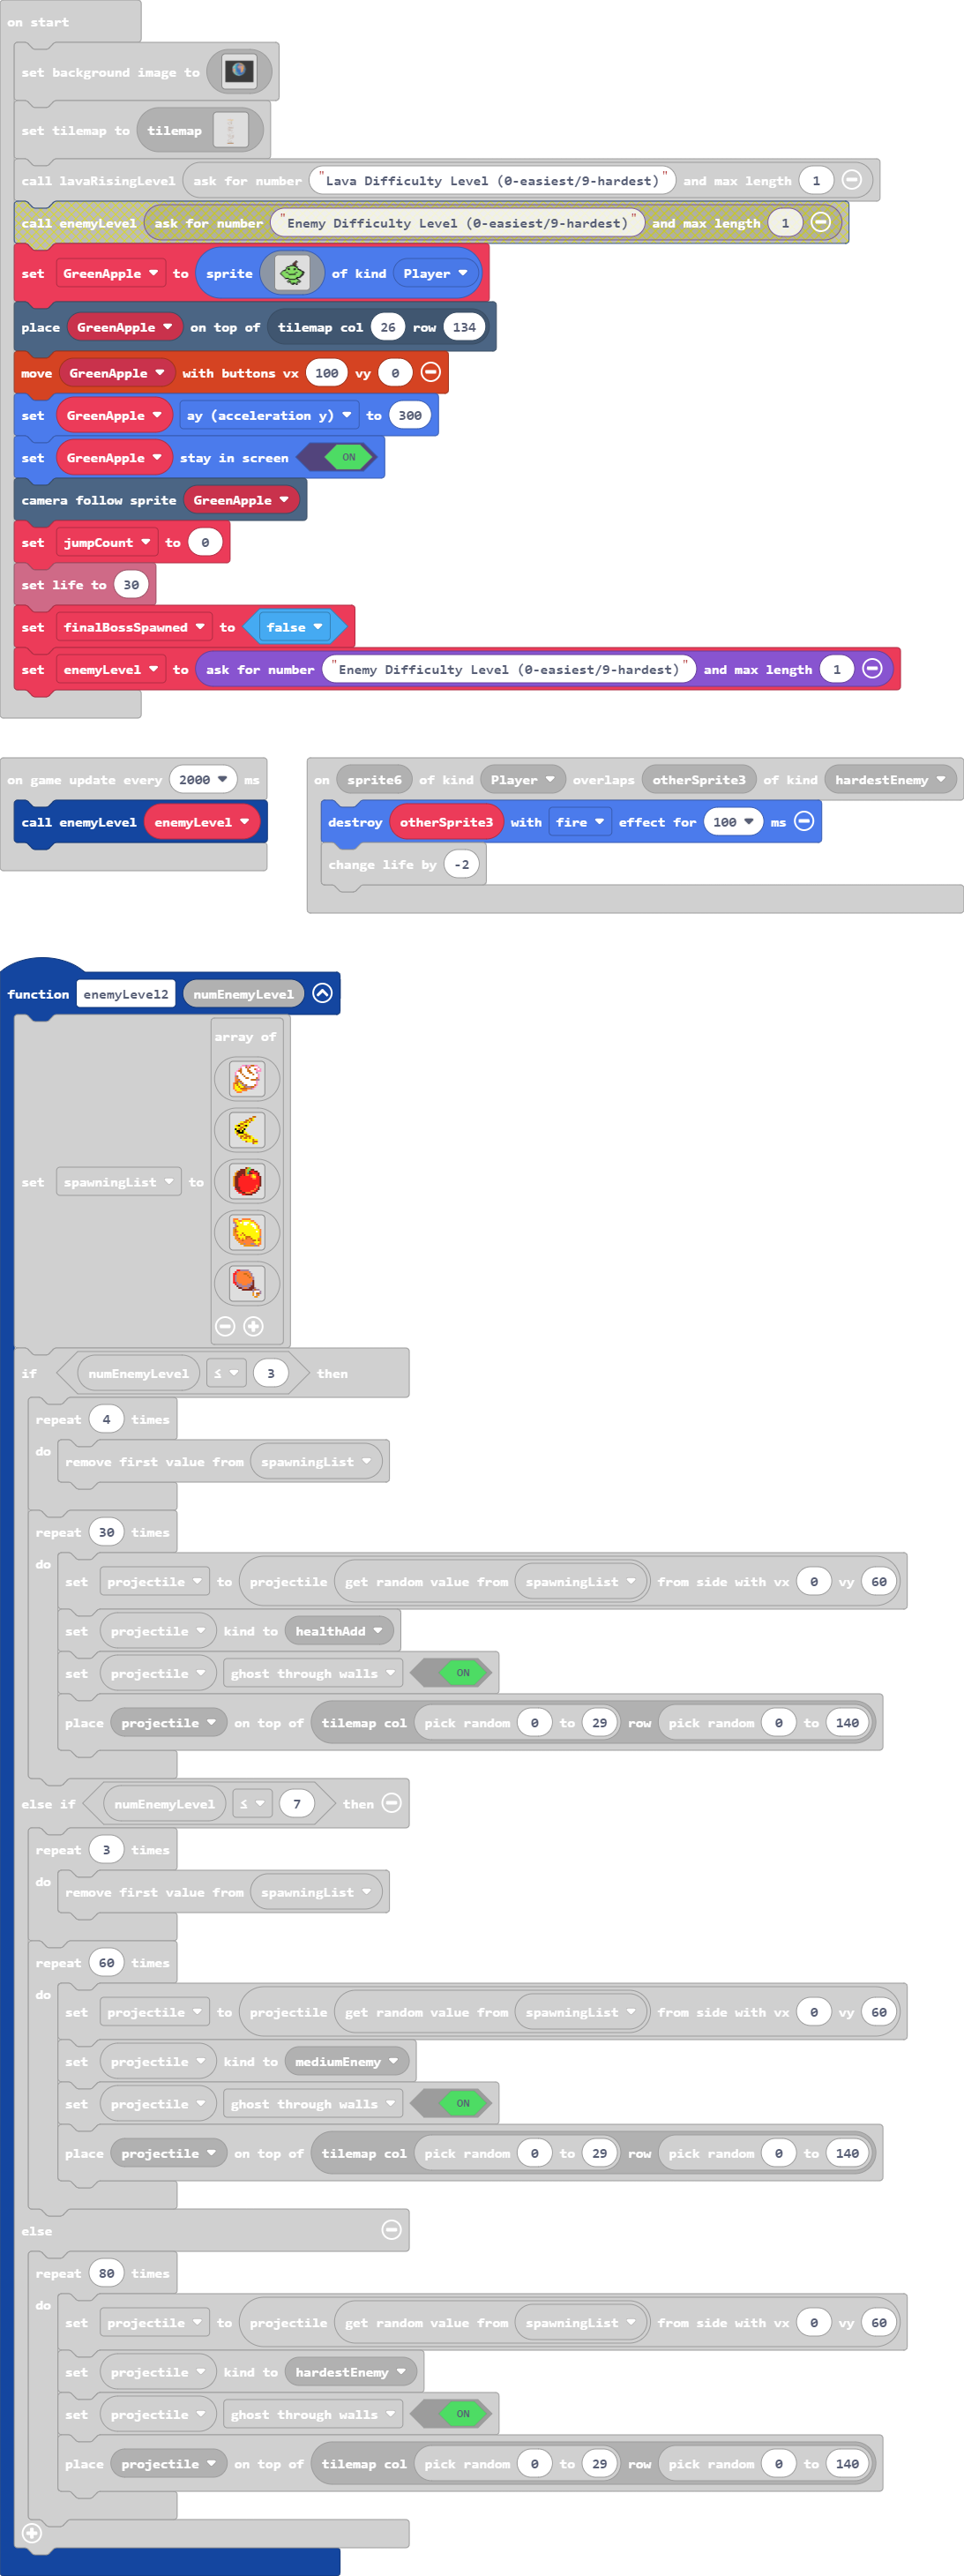 on start
set background image to
set tilemap to tilemap
call lavaRisingLevel ask for number "Lava Difficulty Level (0-easiest/9-hardest)" and max length 1
call enemyLevel ask for number "Enemy Difficulty Level (0-easiest/9-hardest)" and max length 1
set GreenApple to sprite of kind Player
place GreenApple on top of tilemap col 26 row 134
move GreenApple with buttons vx 100 vy 0
set GreenApple ay (acceleration y) to 300
set GreenApple stay in screen ON
camera follow sprite GreenApple
set jumpCount to 0
set life to 30
set finalBossSpawned to false
set enemyLevel to ask for number "Enemy Difficulty Level (0-easiest/9-hardest)" and max length 1
on game update every 2000 ms
call enemyLevel enemyLevel
on sprite6 of kind Player overlaps otherSprite3 of kind hardestEnemy
destroy otherSprite3 with fire effect for 100 ms
change life by -2
function enemyLevel2 numEnemyLevel
array of
set spawningList to
if numEnemyLevel ≤ 3 then
repeat 4 times
do
remove first value from spawningList
repeat 30 times
do
set projectile to projectile get random value from spawningList from side with vx 0 vy 60
set projectile kind to healthAdd
set projectile ghost through walls ON
place projectile on top of tilemap col pick random 0 to 29 row pick random 0 to 140
else if numEnemyLevel ≤ 7 then
repeat 3 times
do
remove first value from spawningList
repeat 60 times
do
set projectile to projectile get random value from spawningList from side with vx 0 vy 60
set projectile kind to mediumEnemy
set projectile ghost through walls ON
place projectile on top of tilemap col pick random 0 to 29 row pick random 0 to 140
else
repeat 80 times
do
set projectile to projectile get random value from spawningList from side with vx 0 vy 60
set projectile kind to hardestEnemy
set projectile ghost through walls ON
place projectile on top of tilemap col pick random 0 to 29 row pick random 0 to 140